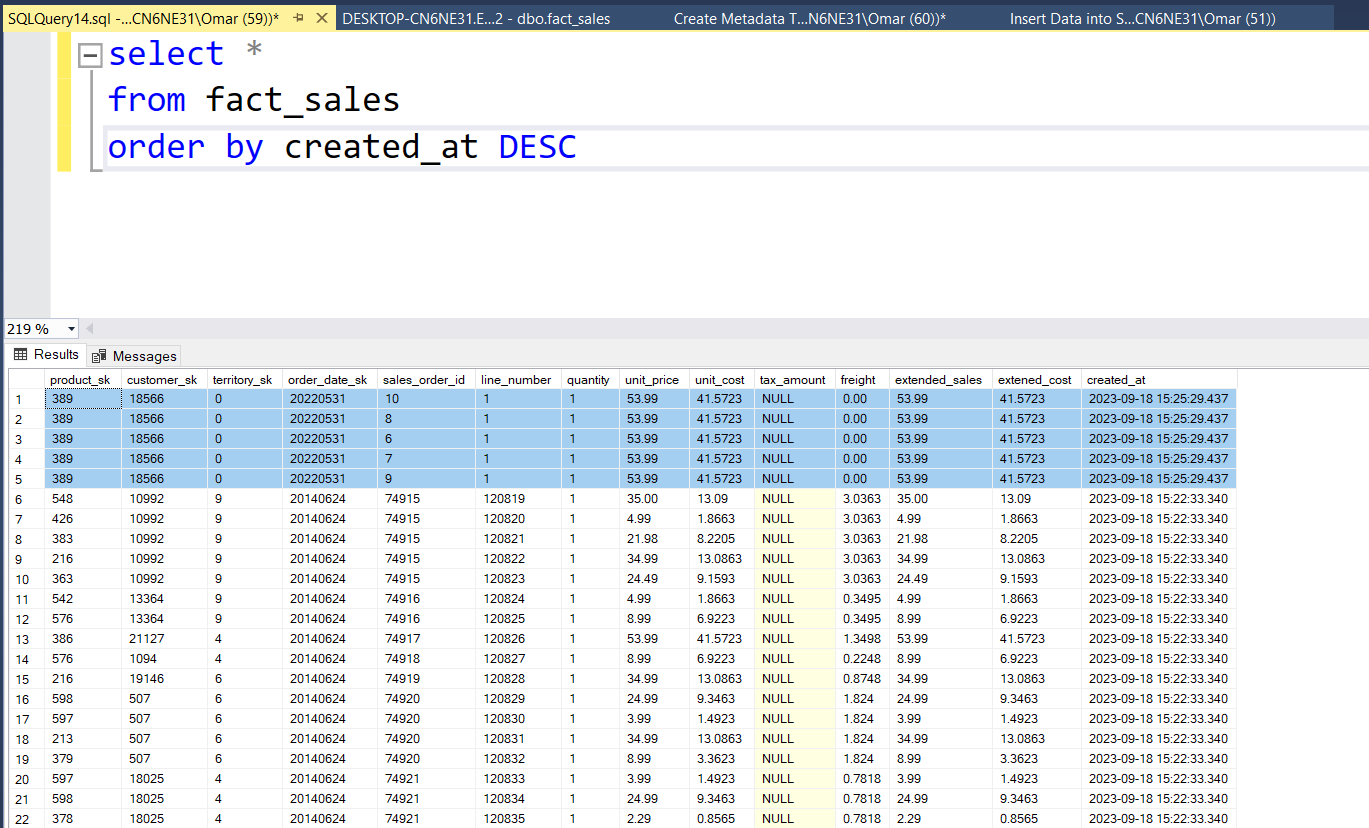 SQLQuery14.sql -...CN6NE31\Omar (59))* DESKTOP-CN6NE31.E...2 - dbo.fact_sales Create Metadata T...N6NE31\Omar (60))* Insert Data into S...CN6NE31\Omar (51))
select *
from fact_sales
order by created_at DESC
219 %
Results Messages
product_sk customer_sk territory_sk order_date_sk sales_order_id line_number quantity unit_price unit_cost tax_amount freight extended_sales extened_cost created_at
1 389 18566 0 20220531 10 1 1 53.99 41.5723 NULL 0.00 53.99 41.5723 2023-09-18 15:25:29.437
2 389 18566 0 20220531 8 1 1 53.99 41.5723 NULL 0.00 53.99 41.5723 2023-09-18 15:25:29.437
3 389 18566 0 20220531 6 1 1 53.99 41.5723 NULL 0.00 53.99 41.5723 2023-09-18 15:25:29.437
4 389 18566 0 20220531 7 1 1 53.99 41.5723 NULL 0.00 53.99 41.5723 2023-09-18 15:25:29.437
5 389 18566 0 20220531 9 1 1 53.99 41.5723 NULL 0.00 53.99 41.5723 2023-09-18 15:25:29.437
6 548 10992 9 20140624 74915 120819 1 35.00 13.09 NULL 3.0363 35.00 13.09 2023-09-18 15:22:33.340
7 426 10992 9 20140624 74915 120820 1 4.99 1.8663 NULL 3.0363 4.99 1.8663 2023-09-18 15:22:33.340
8 383 10992 9 20140624 74915 120821 1 21.98 8.2205 NULL 3.0363 21.98 8.2205 2023-09-18 15:22:33.340
9 216 10992 9 20140624 74915 120822 1 34.99 13.0863 NULL 3.0363 34.99 13.0863 2023-09-18 15:22:33.340
10 363 10992 9 20140624 74915 120823 1 24.49 9.1593 NULL 3.0363 24.49 9.1593 2023-09-18 15:22:33.340
11 542 13364 9 20140624 74916 120824 1 4.99 1.8663 NULL 0.3495 4.99 1.8663 2023-09-18 15:22:33.340
12 576 13364 9 20140624 74916 120825 1 8.99 6.9223 NULL 0.3495 8.99 6.9223 2023-09-18 15:22:33.340
13 386 21127 4 20140624 74917 120826 1 53.99 41.5723 NULL 1.3498 53.99 41.5723 2023-09-18 15:22:33.340
14 576 1094 4 20140624 74918 120827 1 8.99 6.9223 NULL 0.2248 8.99 6.9223 2023-09-18 15:22:33.340
15 216 19146 6 20140624 74919 120828 1 34.99 13.0863 NULL 0.8748 34.99 13.0863 2023-09-18 15:22:33.340
16 598 507 6 20140624 74920 120829 1 24.99 9.3463 NULL 1.824 24.99 9.3463 2023-09-18 15:22:33.340
17 597 507 6 20140624 74920 120830 1 3.99 1.4923 NULL 1.824 3.99 1.4923 2023-09-18 15:22:33.340
18 213 507 6 20140624 74920 120831 1 34.99 13.0863 NULL 1.824 34.99 13.0863 2023-09-18 15:22:33.340
19 379 507 6 20140624 74920 120832 1 8.99 3.3623 NULL 1.824 8.99 3.3623 2023-09-18 15:22:33.340
20 597 18025 4 20140624 74921 120833 1 3.99 1.4923 NULL 0.7818 3.99 1.4923 2023-09-18 15:22:33.340
21 598 18025 4 20140624 74921 120834 1 24.99 9.3463 NULL 0.7818 24.99 9.3463 2023-09-18 15:22:33.340
22 378 18025 4 20140624 74921 120835 1 2.29 0.8565 NULL 0.7818 2.29 0.8565 2023-09-18 15:22:33.340